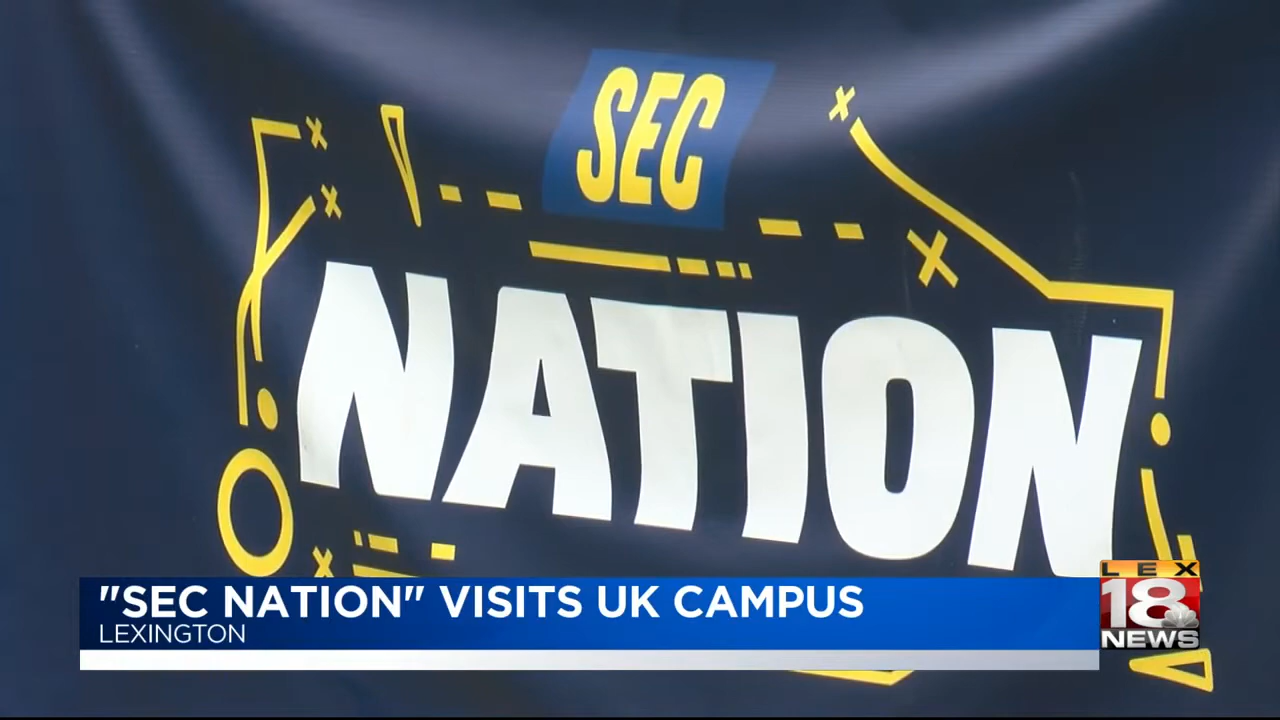 SEC
NATION
"SEC NATION" VISITS UK CAMPUS
LEXINGTON
LEX
18
NEWS